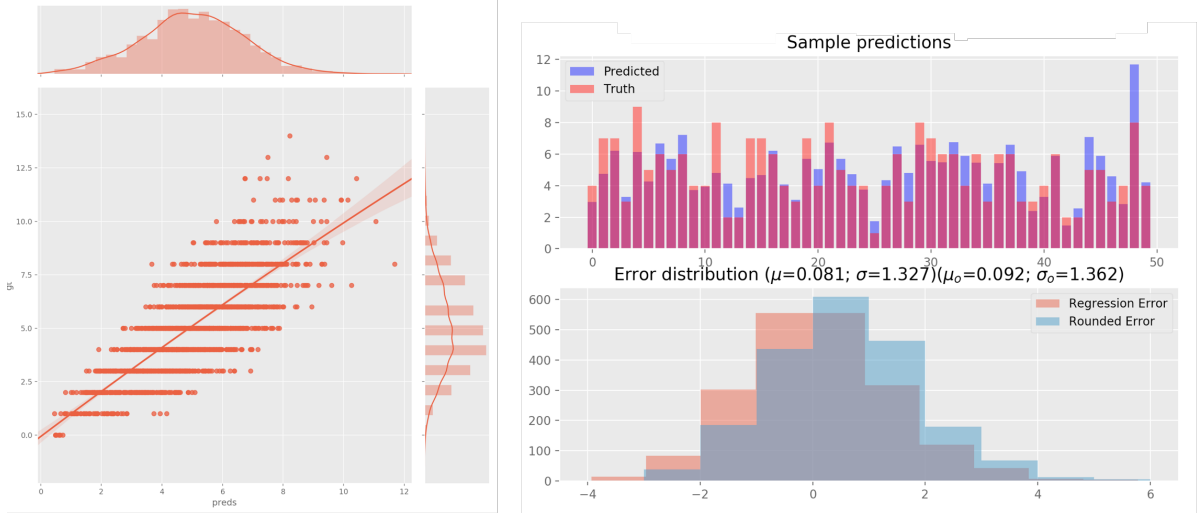 15.0
12.5
10.0
7.5
5.0
2.5
0.0
gs
0 2 4 6 8 10 12
preds
Sample predictions
12
10
8
6
4
2
0
Predicted
Truth
0 10 20 30 40 50
Error distribution (μ=0.081; σ=1.327)(μₒ=0.092; σₒ=1.362)
600
500
400
300
200
100
0
Regression Error
Rounded Error
−4 −2 0 2 4 6